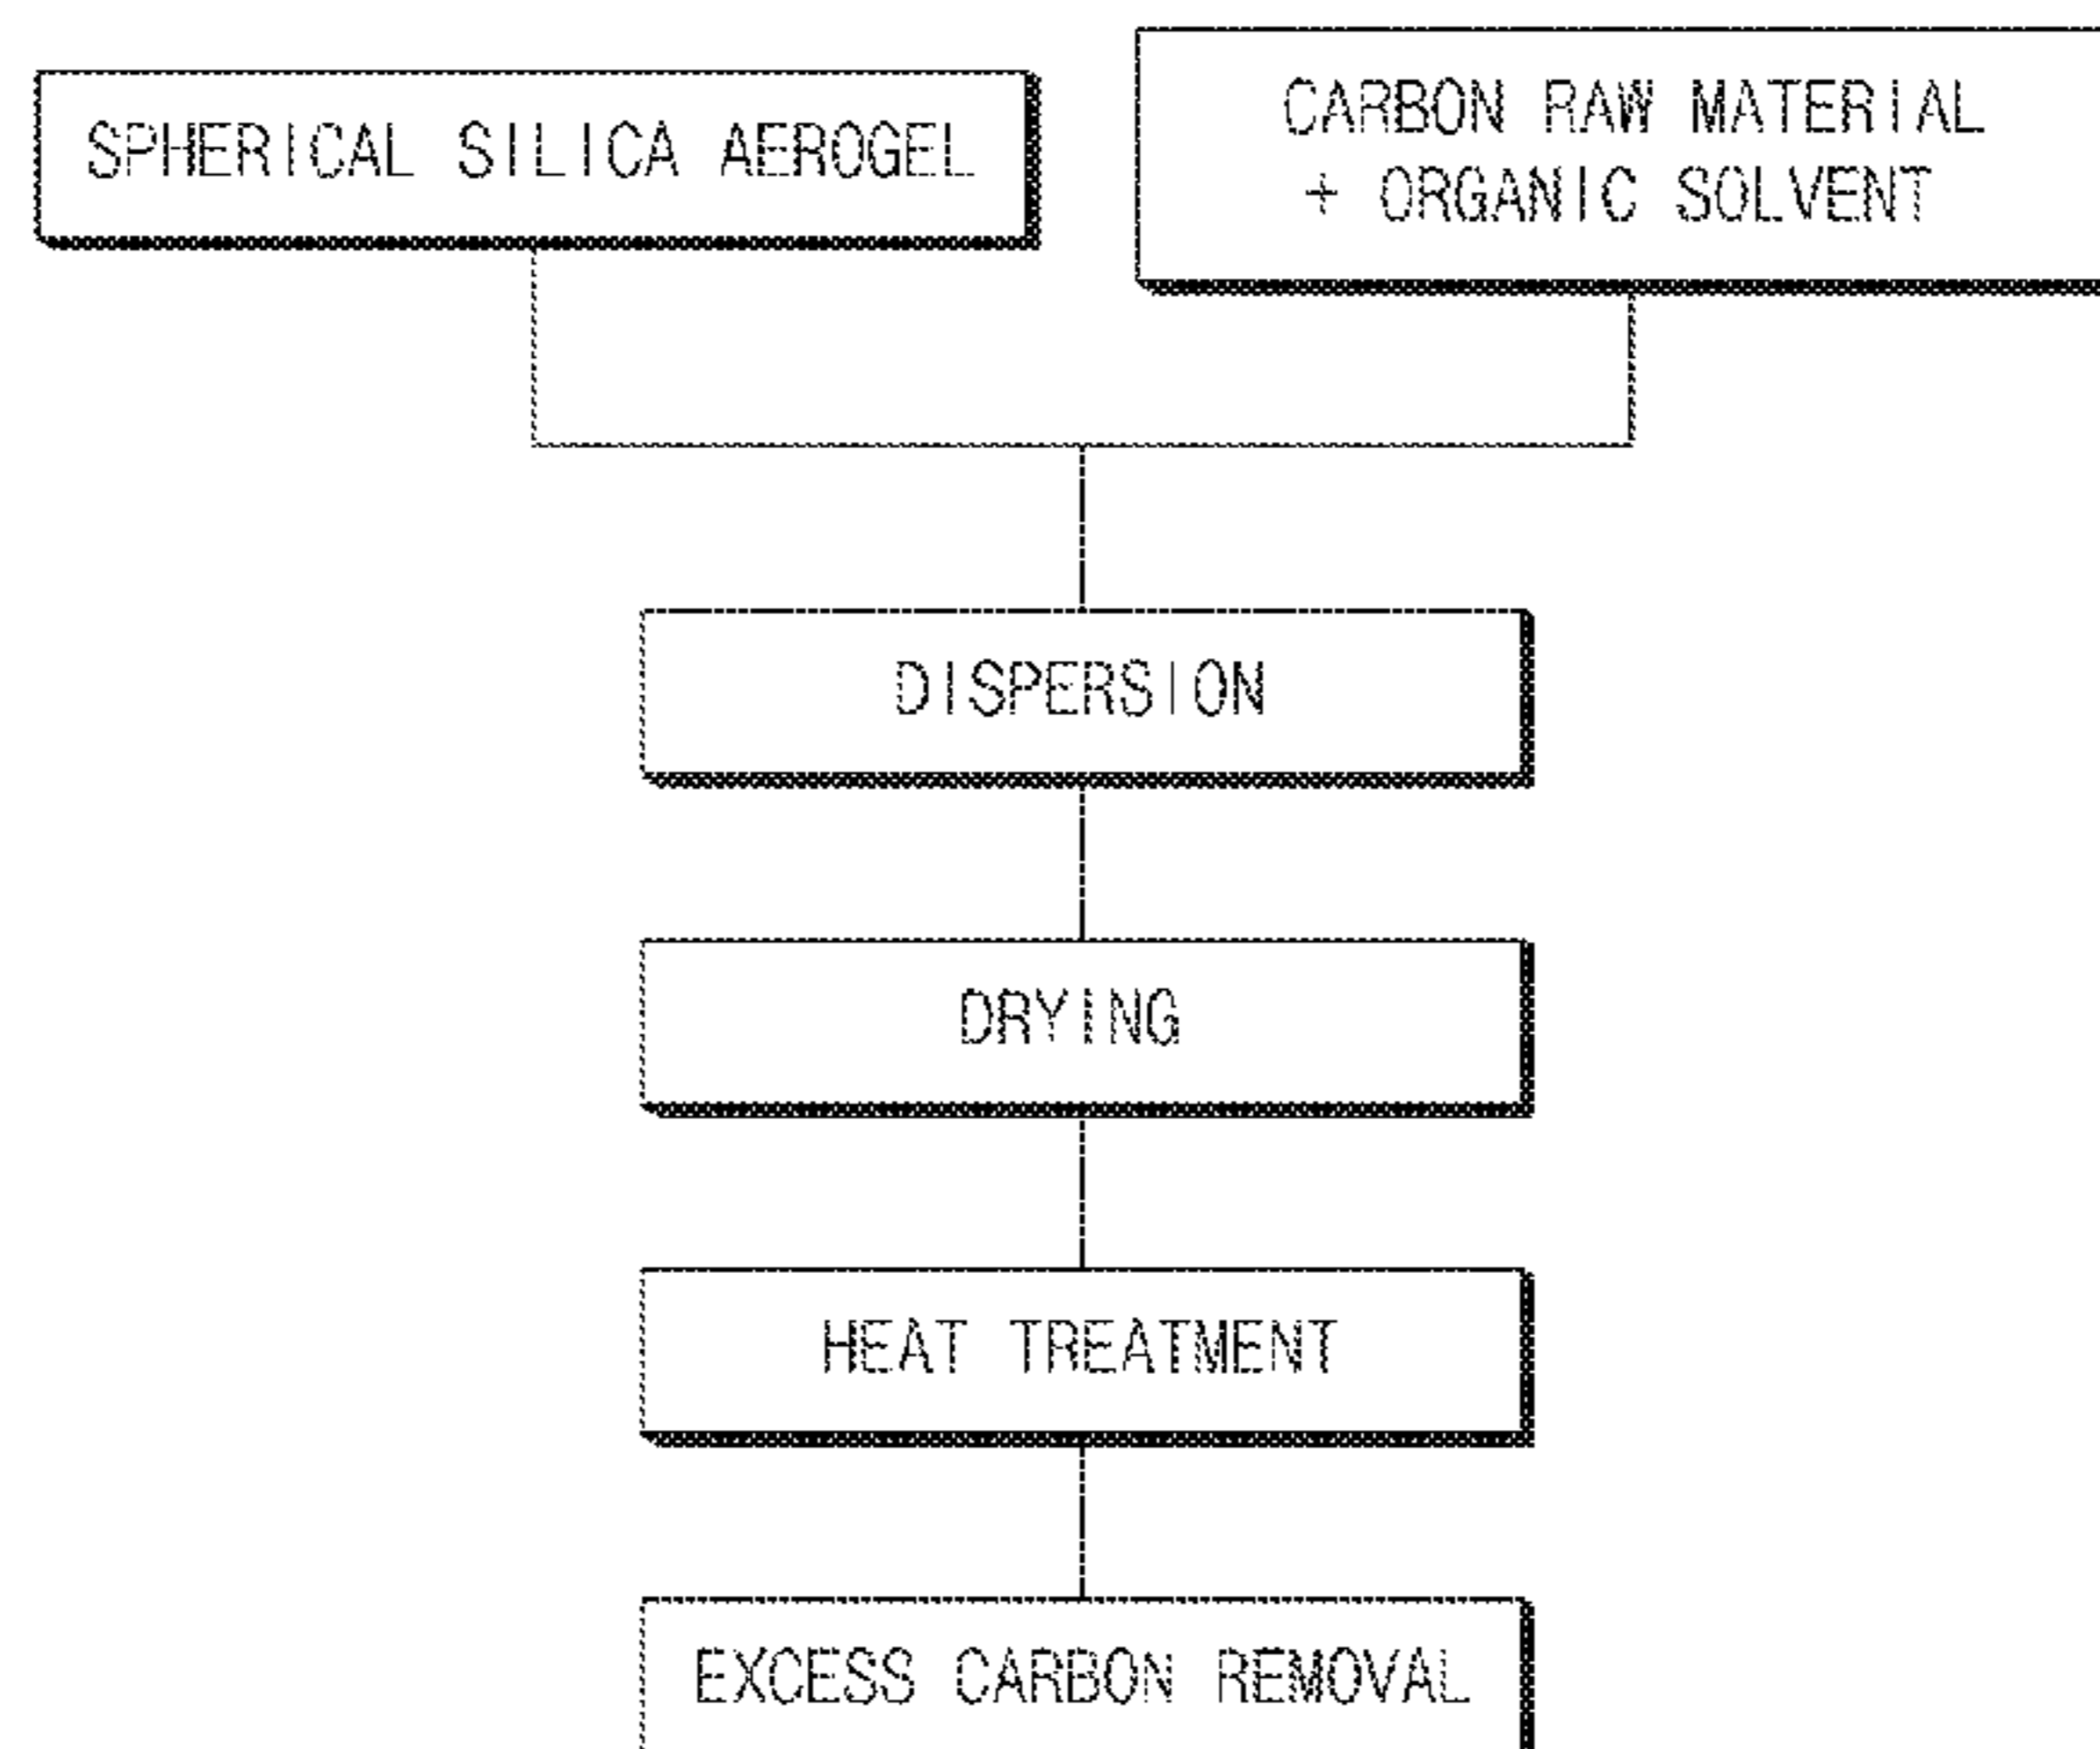 SPHERICAL SILICA AEROGEL
CARBON RAW MATERIAL
+ ORGANIC SOLVENT
DISPERSION
DRYING
HEAT TREATMENT
EXCESS CARBON REMOVAL